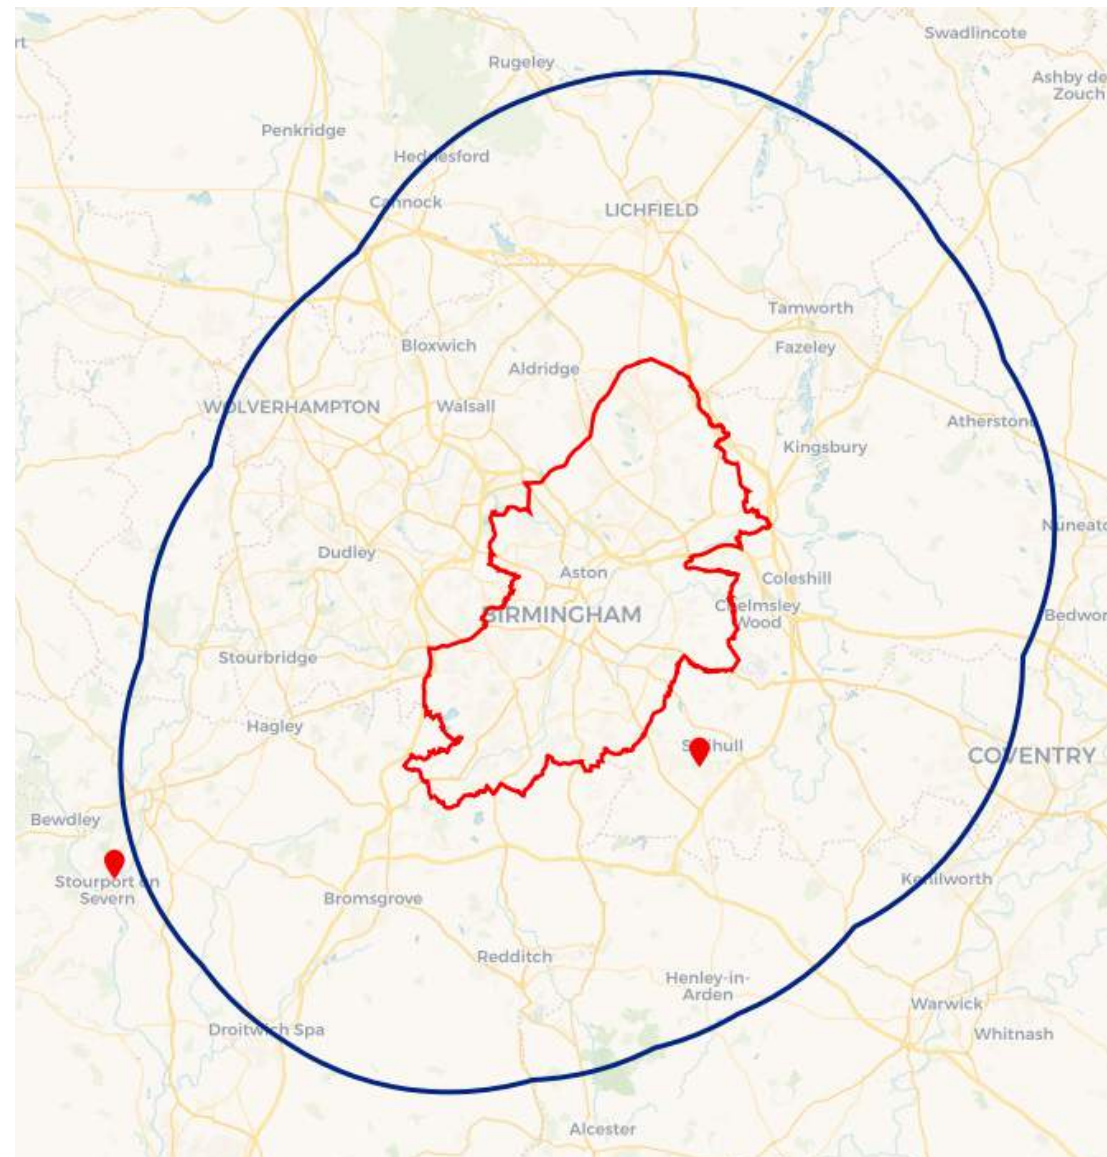 Swadlincote
Rugeley
Ashby de
Zouch
Penkridge
Hednesford
Cannock
LICHFIELD
Tamworth
Bloxwich
Fazeley
Aldridge
WOLVERHAMPTON
Walsall
Atherstone
Kingsbury
Nuneato
Dudley
Aston
Coleshill
BIRMINGHAM
Chelmsley
Wood
Bedwor
Stourbridge
Hagley
COVENTRY
Bewdley
Stourport on
Severn
Kenilworth
Bromsgrove
Redditch
Henley-in-
Arden
Warwick
Droitwich Spa
Whitnash
Alcester